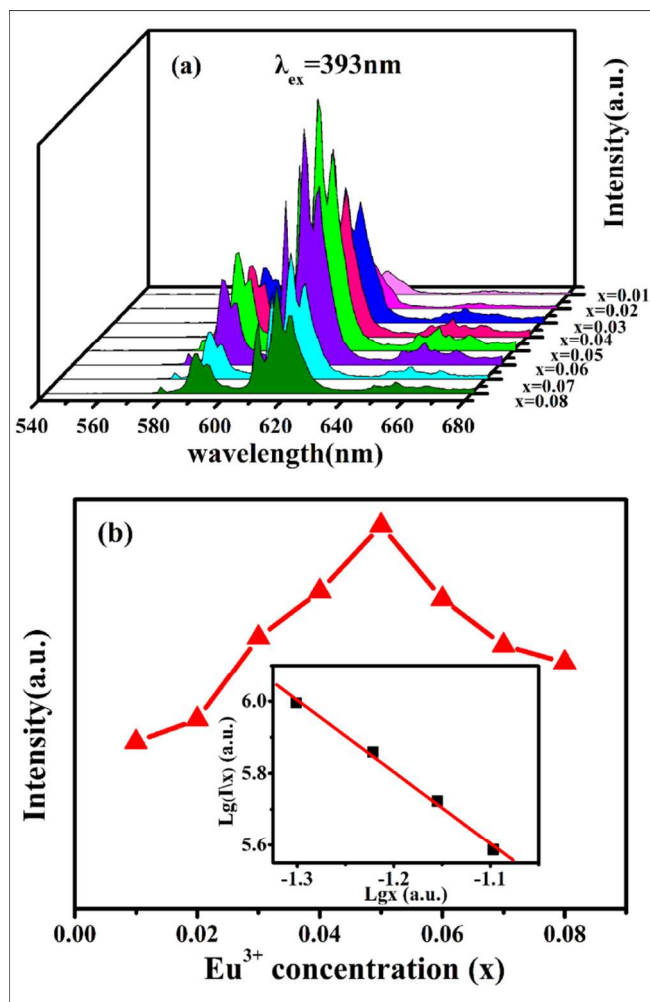 (a)
λex=393nm
Intensity(a.u.)
x=0.01
x=0.02
x=0.03
x=0.04
x=0.05
x=0.06
x=0.07
x=0.08
540 560 580 600 620 640 660 680
wavelength(nm)
(b)
Intensity(a.u.)
Lg(I\x) (a.u.)
6.0
5.8
5.6
-1.3 -1.2 -1.1
Lgx (a.u.)
0.00 0.02 0.04 0.06 0.08
Eu³⁺ concentration (x)